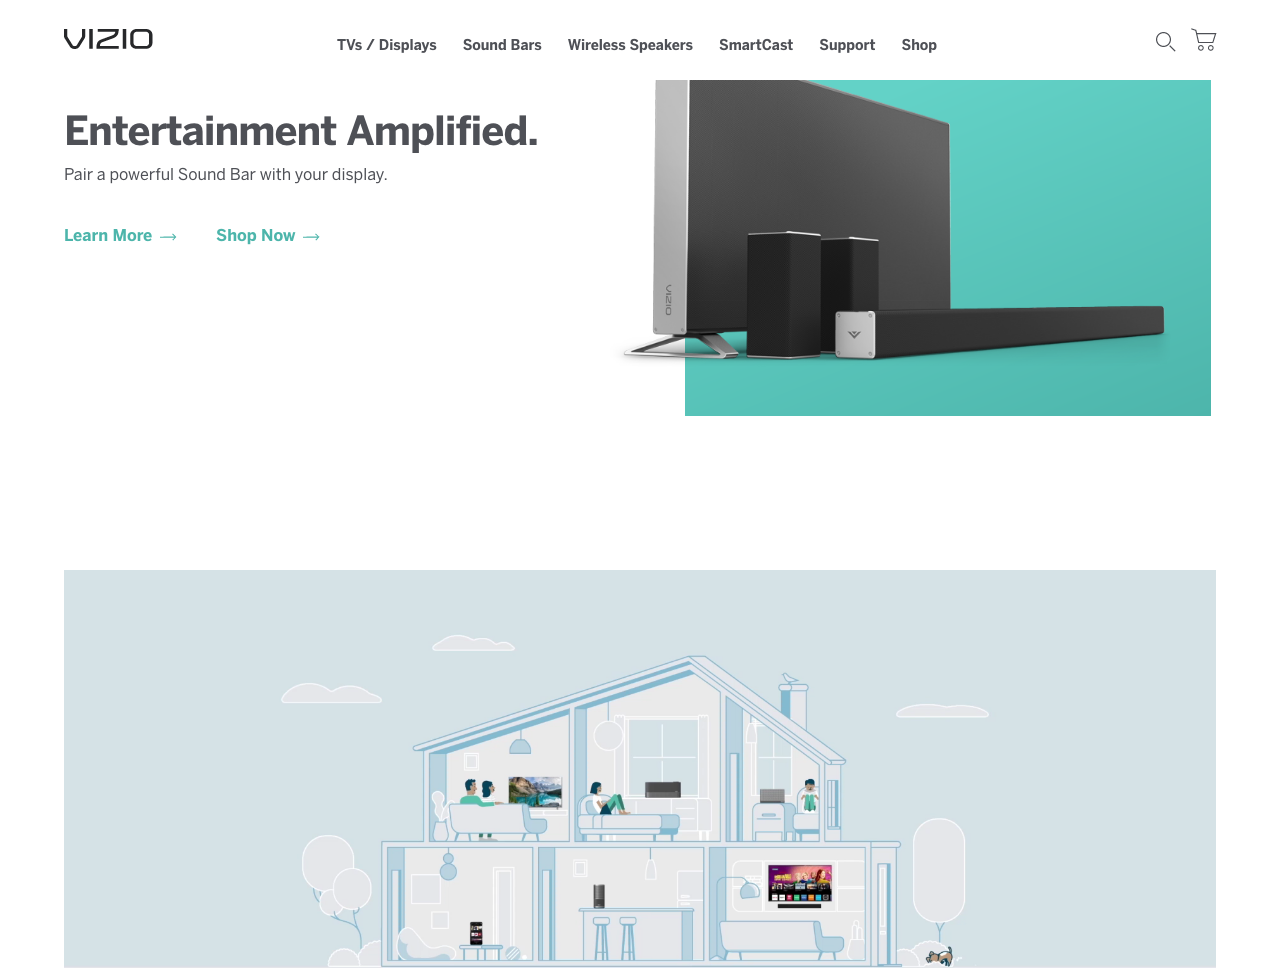 VIZIO
TVs / Displays
Sound Bars
Wireless Speakers
SmartCast
Support
Shop
Entertainment Amplified.
Pair a powerful Sound Bar with your display.
Learn More →
Shop Now →
VIZIO